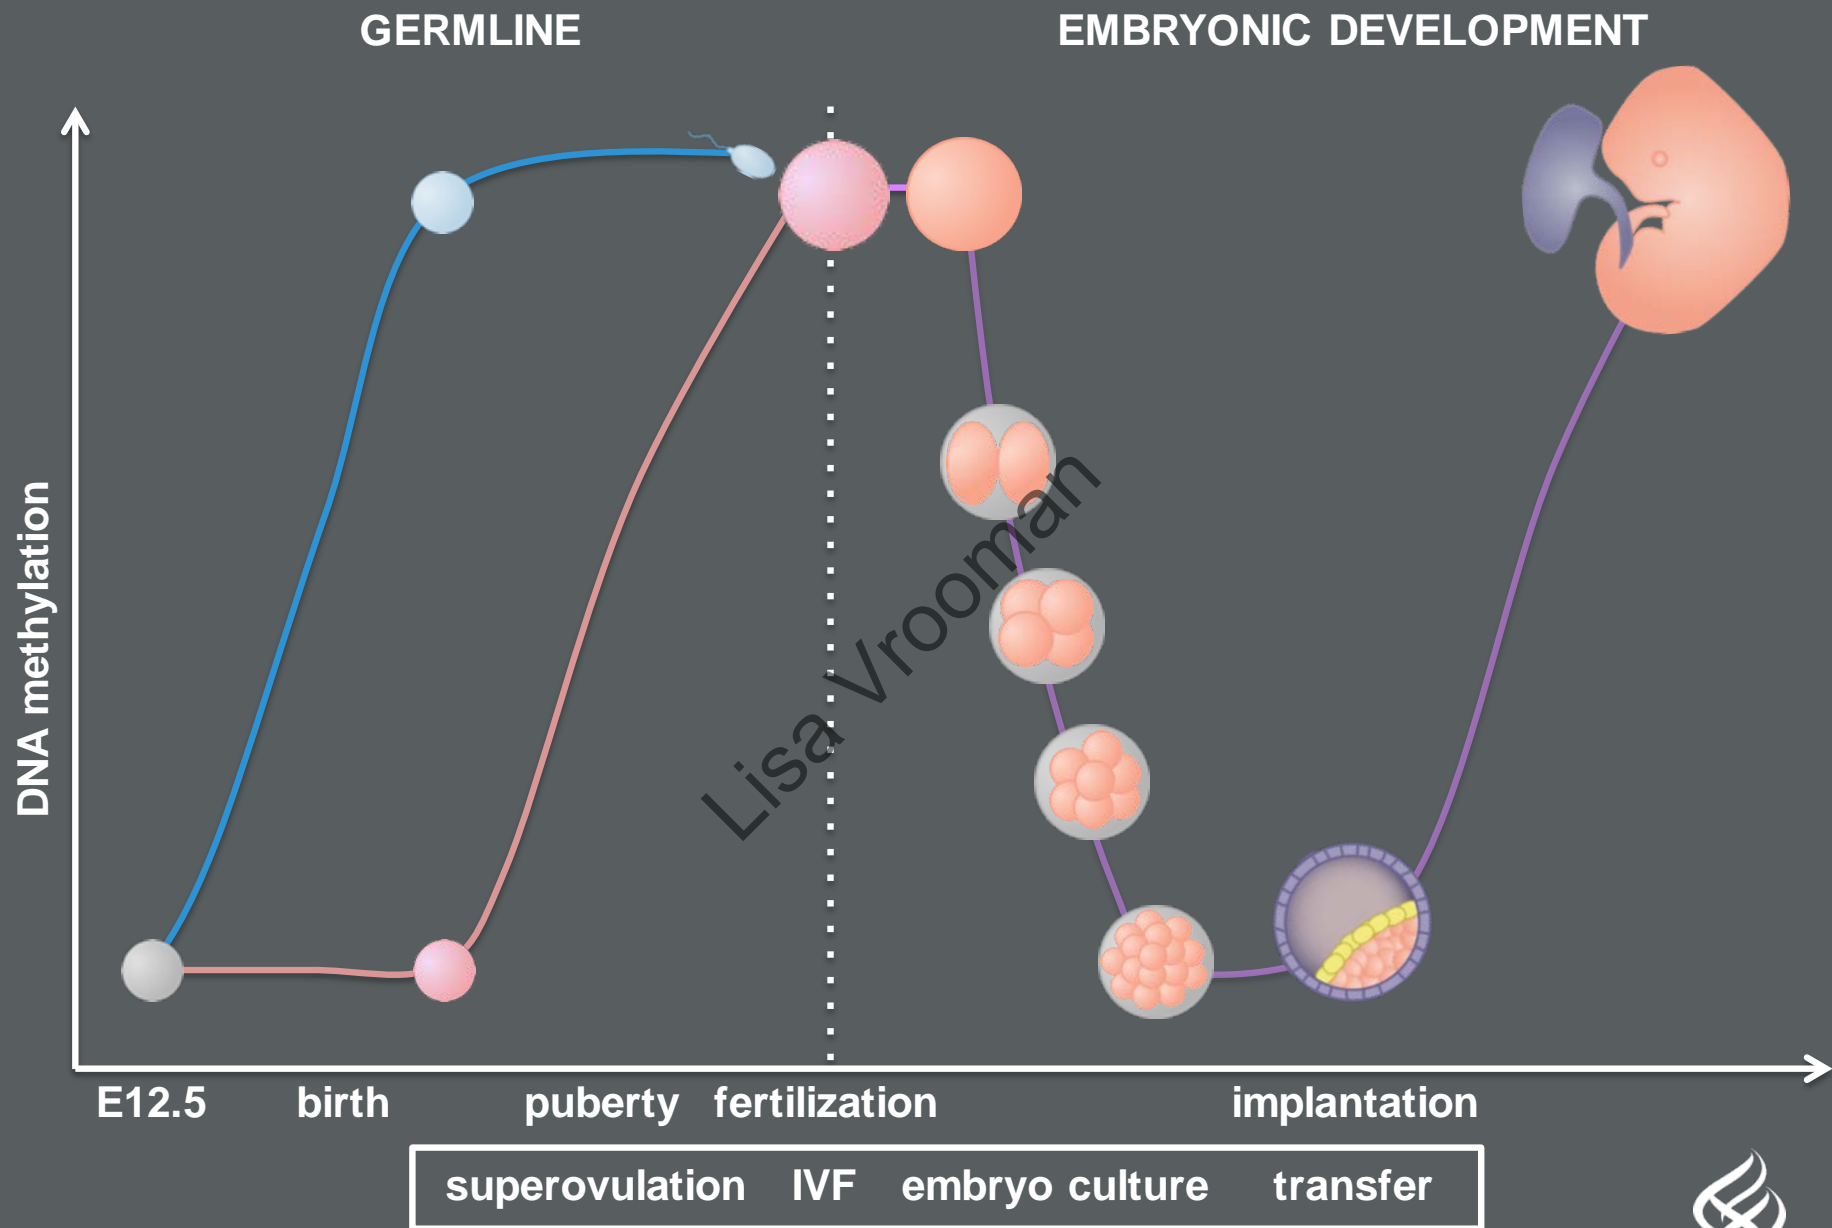 GERMLINE
EMBRYONIC DEVELOPMENT
DNA methylation
Lisa Vrooman
E12.5 birth puberty fertilization implantation
superovulation IVF embryo culture transfer